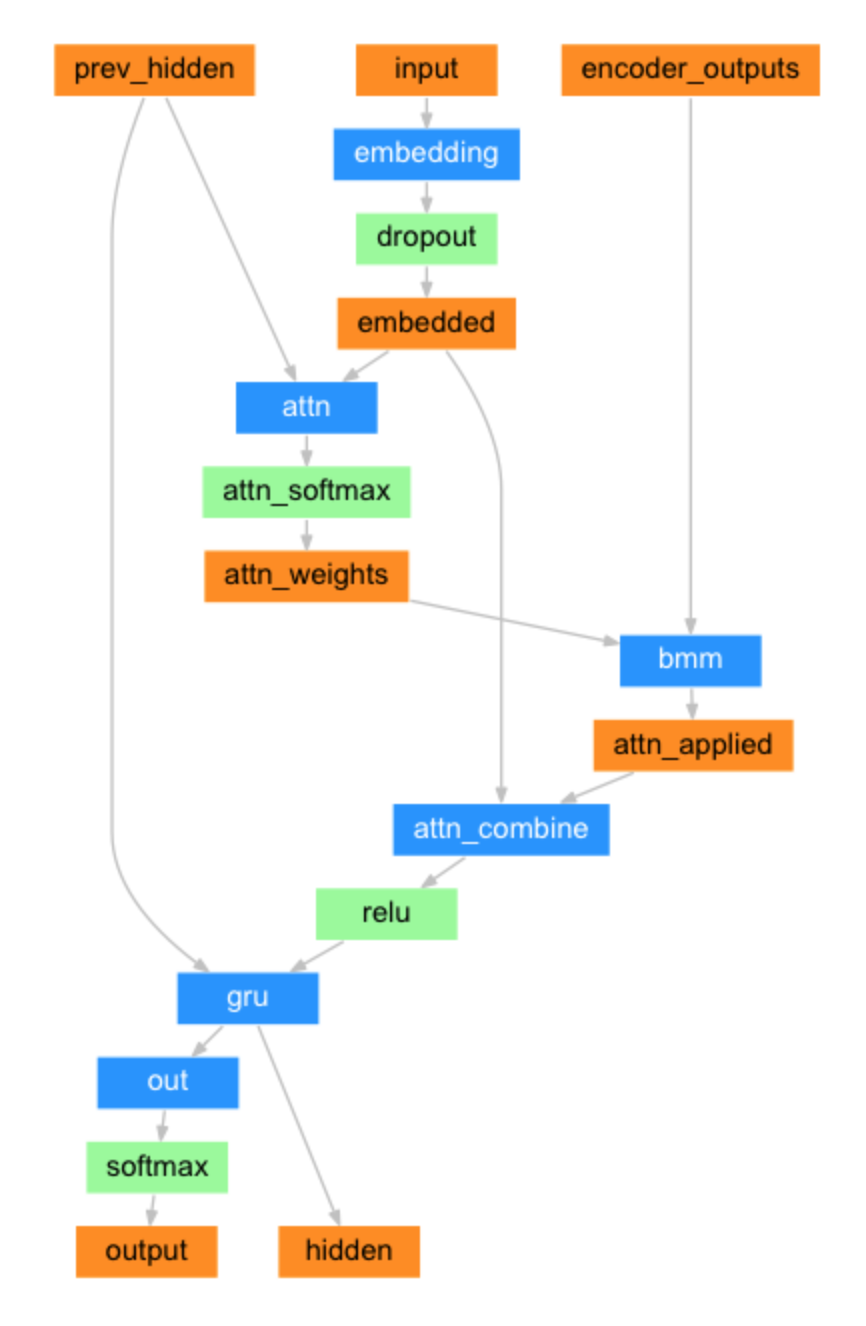 prev_hidden
input
encoder_outputs
embedding
dropout
embedded
attn
attn_softmax
attn_weights
bmm
attn_applied
attn_combine
relu
gru
out
softmax
output
hidden